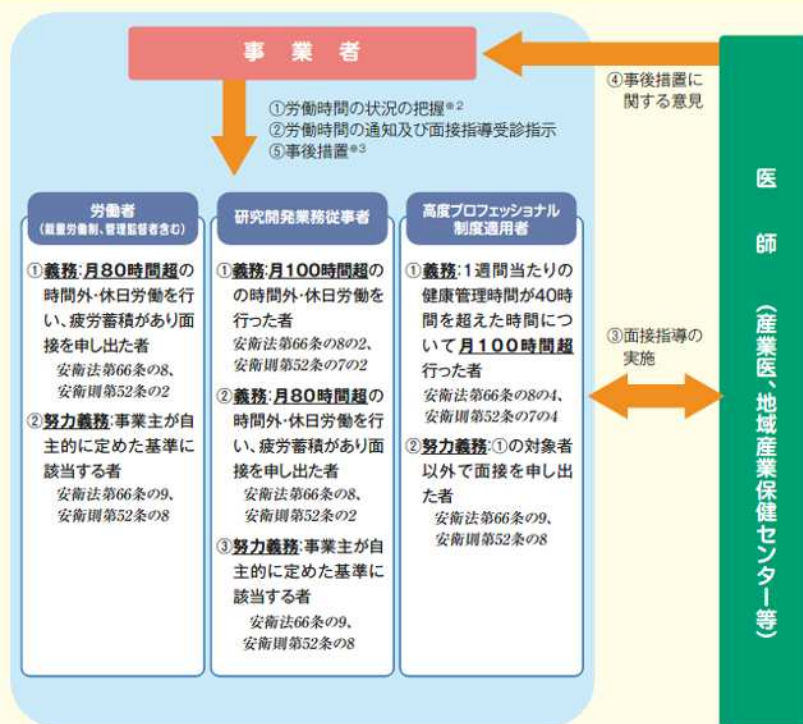 事業者
④事後措置に
関する意見
①労働時間の状況の把握※2
②労働時間の通知及び面接指導受診指示
⑤事後措置※3
労働者
(裁量労働制、管理監督者含む)
①義務:月80時間超の
時間外・休日労働を行
い、疲労蓄積があり面
接を申し出た者
安衛法第66条の8、
安衛則第52条の2
②努力義務:事業主が自
主的に定めた基準に
該当する者
安衛法第66条の9、
安衛則第52条の8
研究開発業務従事者
①義務:月100時間超の
の時間外・休日労働を
行った者
安衛法第66条の8の2、
安衛則第52条の7の2
②義務:月80時間超の
時間外・休日労働を行
い、疲労蓄積があり面
接を申し出た者
安衛法第66条の8、
安衛則第52条の2
③努力義務:事業主が自
主的に定めた基準に
該当する者
安衛法66条の9、
安衛則第52条の8
高度プロフェッショナル
制度適用者
①義務:1週間当たりの
健康管理時間が40時
間を超えた時間につ
いて月100時間超
行った者
安衛法第66条の8の4、
安衛則第52条の7の4
②努力義務:①の対象者
以外で面接を申し出
た者
安衛法第66条の9、
安衛則第52条の8
③面接指導の
実施
医師(産業医、地域産業保健センター等)